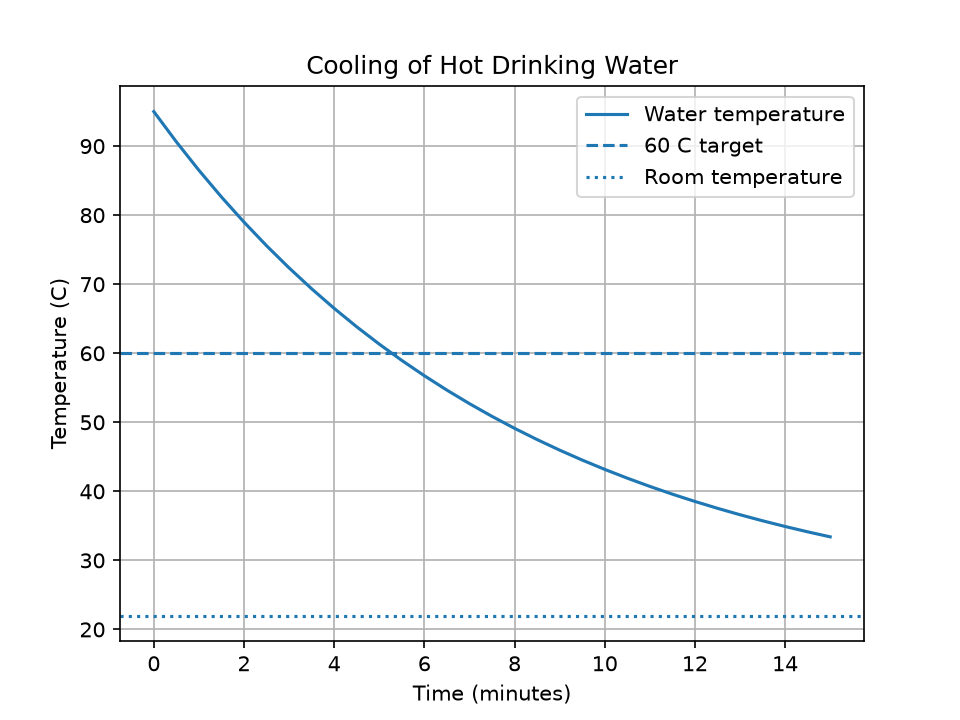 Cooling of Hot Drinking Water
Water temperature
60 C target
Room temperature
Temperature (C)
90
80
70
60
50
40
30
20
0 2 4 6 8 10 12 14
Time (minutes)